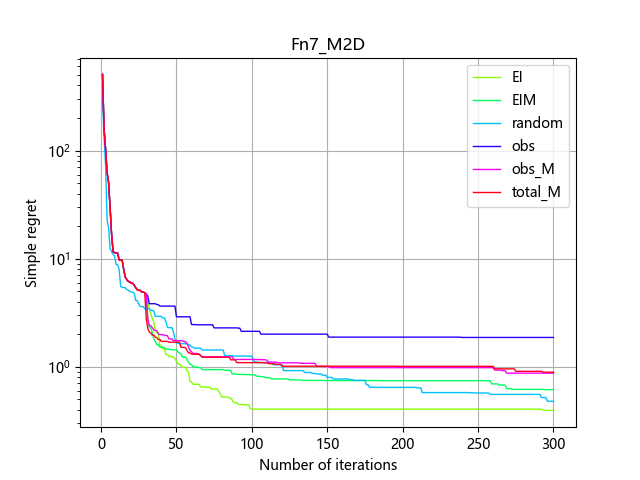 Fn7_M2D
EI
EIM
random
obs
obs_M
total_M
10²
10¹
10⁰
Simple regret
0 50 100 150 200 250 300
Number of iterations